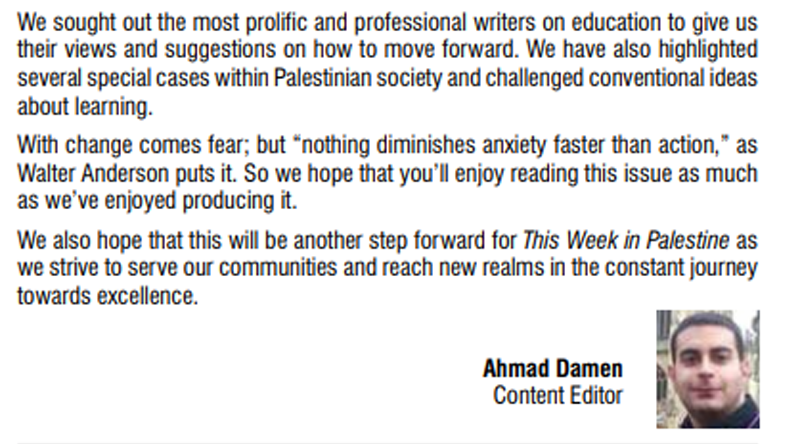 We sought out the most prolific and professional writers on education to give us
their views and suggestions on how to move forward. We have also highlighted
several special cases within Palestinian society and challenged conventional ideas
about learning.
With change comes fear; but “nothing diminishes anxiety faster than action,” as
Walter Anderson puts it. So we hope that you’ll enjoy reading this issue as much
as we’ve enjoyed producing it.
We also hope that this will be another step forward for This Week in Palestine as
we strive to serve our communities and reach new realms in the constant journey
towards excellence.
Ahmad Damen
Content Editor